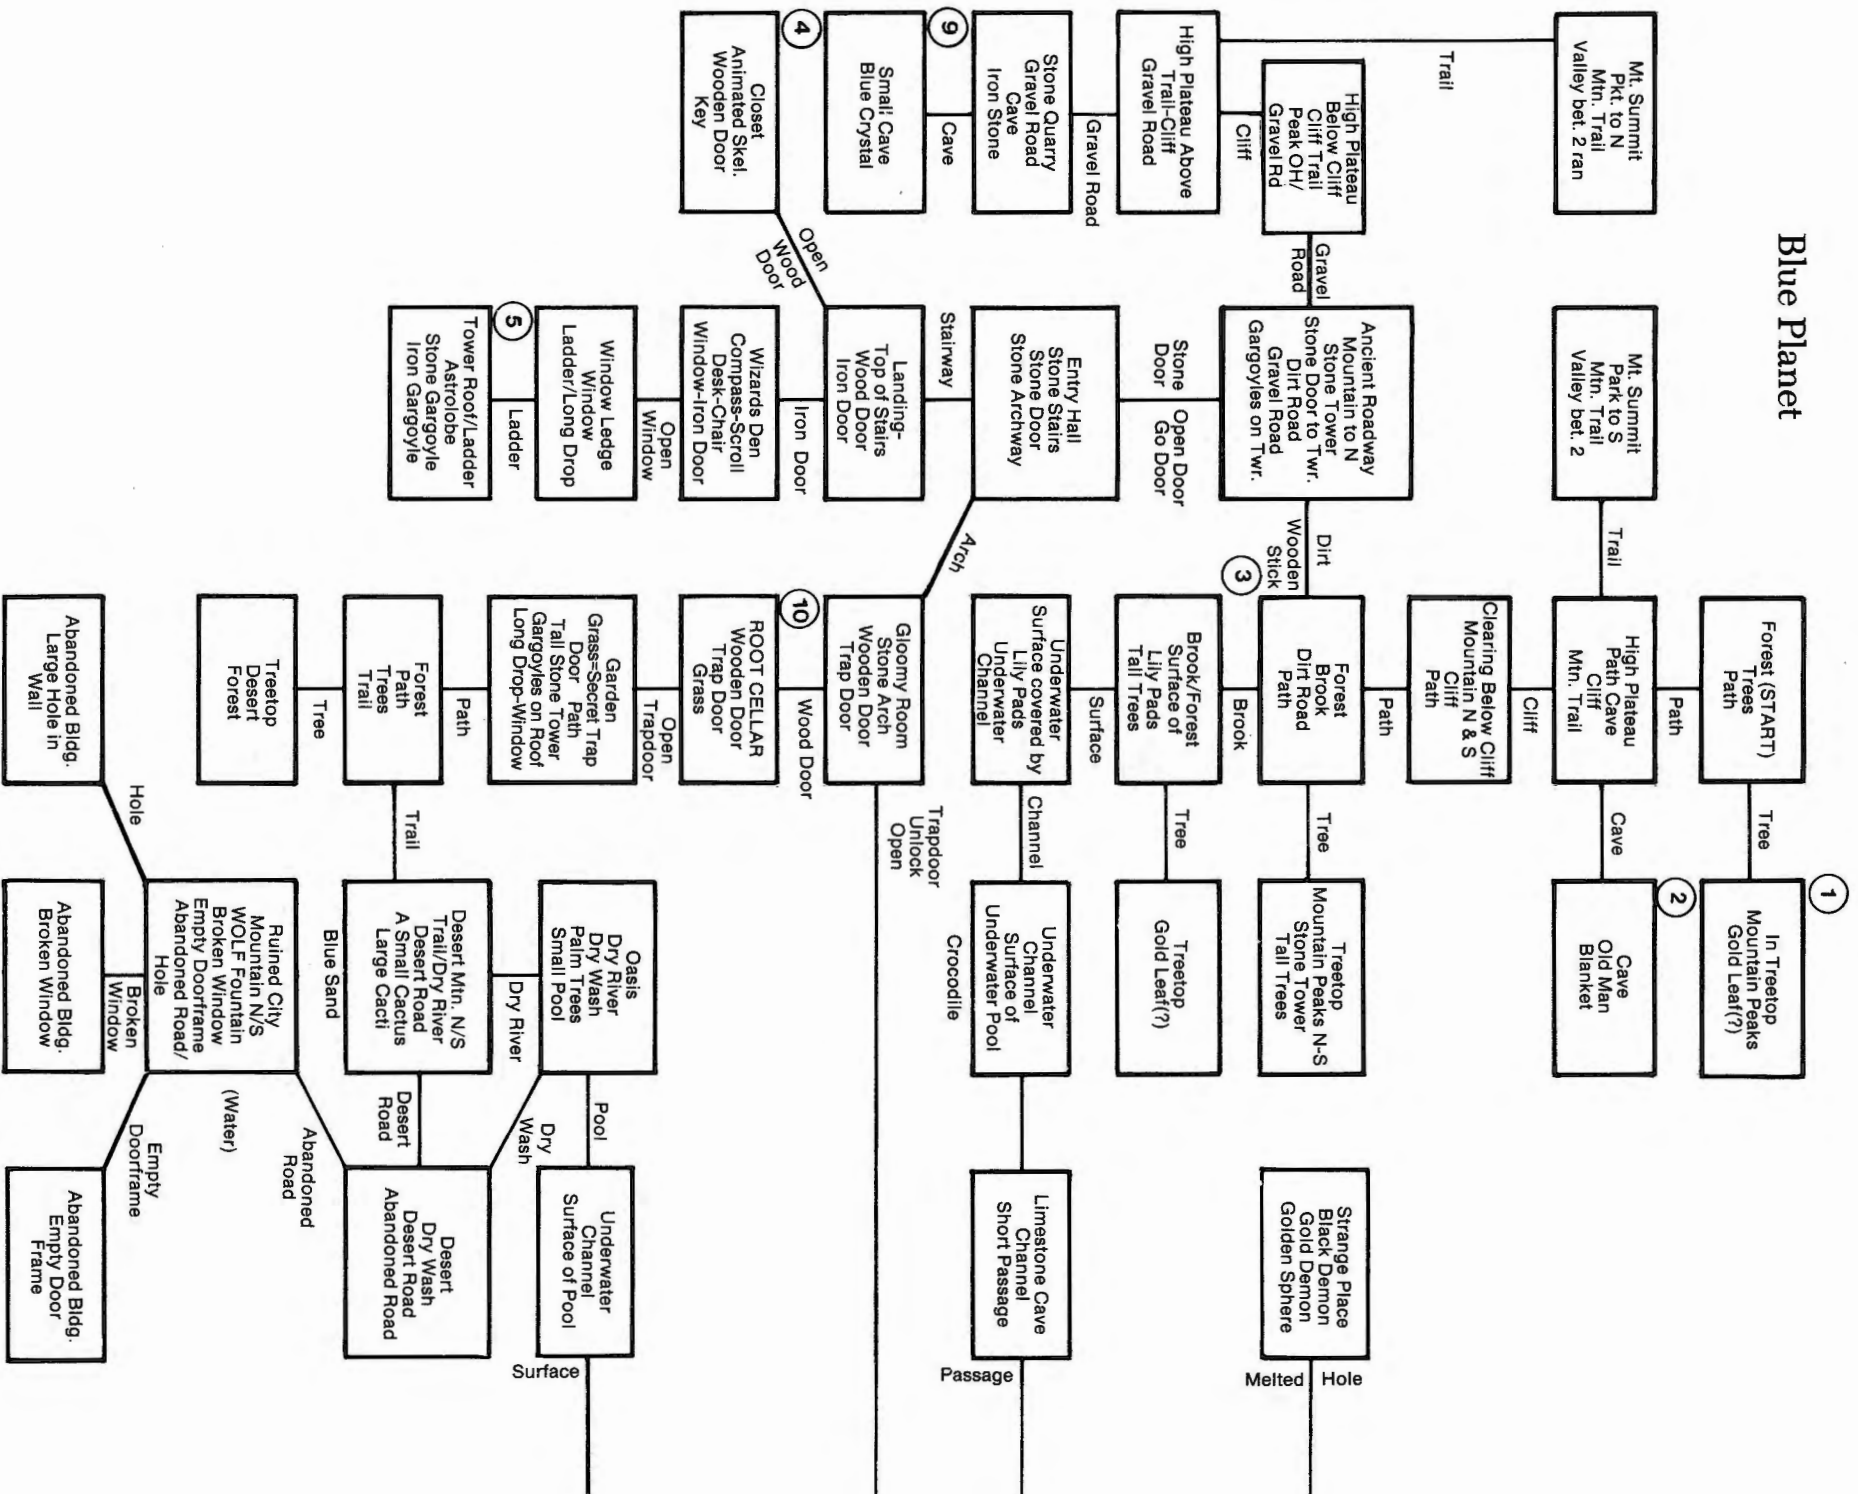 Blue Planet
Mt. Summit
Pkt. to N
Mtn. Trail
Valley bet. 2 ran
Mt. Summit
Park to S
Mtn. Trail
Valley bet. 2
Trail
Forest (START)
Trees
Path
Tree
1
In Treetop
Mountain Peaks
Gold Leaf(?)
Path
High Plateau
Path Cave
Cliff
Mt. Trail
Cave
2
Cave
Old Man
Blanket
Trail
Cliff
Clearing Below Cliff
Mountain N & S
Cliff
Path
Path
High Plateau
Below Cliff
Cliff Trail
Peak OH/
Gravel Rd
Gravel
Road
Ancient Roadway
Mountain to N
Stone Tower
Stone Door to Twr.
Dirt Road
Gravel Road
Gargoyles on Twr.
Dirt
Wooden
Stick
3
Forest
Brook
Dirt Road
Path
Tree
Treetop
Mountain Peaks N-S
Stone Tower
Tall Trees
Strange Place
Black Demon
Gold Demon
Golden Sphere
Hole
Melted
Cliff
Brook
High Plateau Above
Trail-Cliff
Gravel Road
Stone
Door
Open Door
Go Door
Brook/Forest
Surface of
Lily Pads
Tall Trees
Tree
Treetop
Gold Leaf(?)
Gravel Road
Surface
Stone Quarry
Gravel Road
Cave
Iron Stone
Entry Hall
Stone Stairs
Stone Door
Stone Archway
Underwater
Surface covered by
Lily Pads
Underwater
Channel
Channel
Underwater
Channel
Surface of
Underwater Pool
Crocodile
Limestone Cave
Channel
Short Passage
Passage
9
Cave
Stairway
Arch
Small Cave
Blue Crystal
Landing-
Top of Stairs
Wood Door
Iron Door
Gloomy Room
Stone Arch
Wooden Door
Trap Door
Trapdoor
Unlock
Open
4
Open
Wood
Door
Iron Door
10
Wood Door
Closet
Animated Skel.
Wooden Door
Key
Wizards Den
Compass-Scroll
Desk-Chair
Window-Iron Door
ROOT CELLAR
Wooden Door
Trap Door
Grass
Open
Window
Open
Trapdoor
Window Ledge
Window
Ladder/Long Drop
Garden
Grass=Secret Trap
Door Path
Tall Stone Tower
Gargoyles on Roof
Long Drop-Window
Oasis
Dry River
Dry Wash
Palm Trees
Small Pool
Pool
Underwater
Channel
Surface of Pool
Surface
5
Ladder
Path
Dry River
Dry
Wash
Tower Roof/Ladder
Astrolobe
Stone Gargoyle
Iron Gargoyle
Forest
Path
Trees
Trail
Trail
Desert Mtn. N/S
Trail/Dry River
Desert Road
A Small Cactus
Large Cacti
Desert
Road
Desert
Dry Wash
Desert Road
Abandoned Road
Tree
Blue Sand
Abandoned
Road
Treetop
Desert
Forest
Ruined City
Mountain N/S
WOLF Fountain
Broken Window
Empty Doorframe
Abandoned Road/
Hole
(Water)
Hole
Broken
Window
Empty
Doorframe
Abandoned Bldg.
Large Hole in
Wall
Abandoned Bldg.
Broken Window
Abandoned Bldg.
Empty Door
Frame